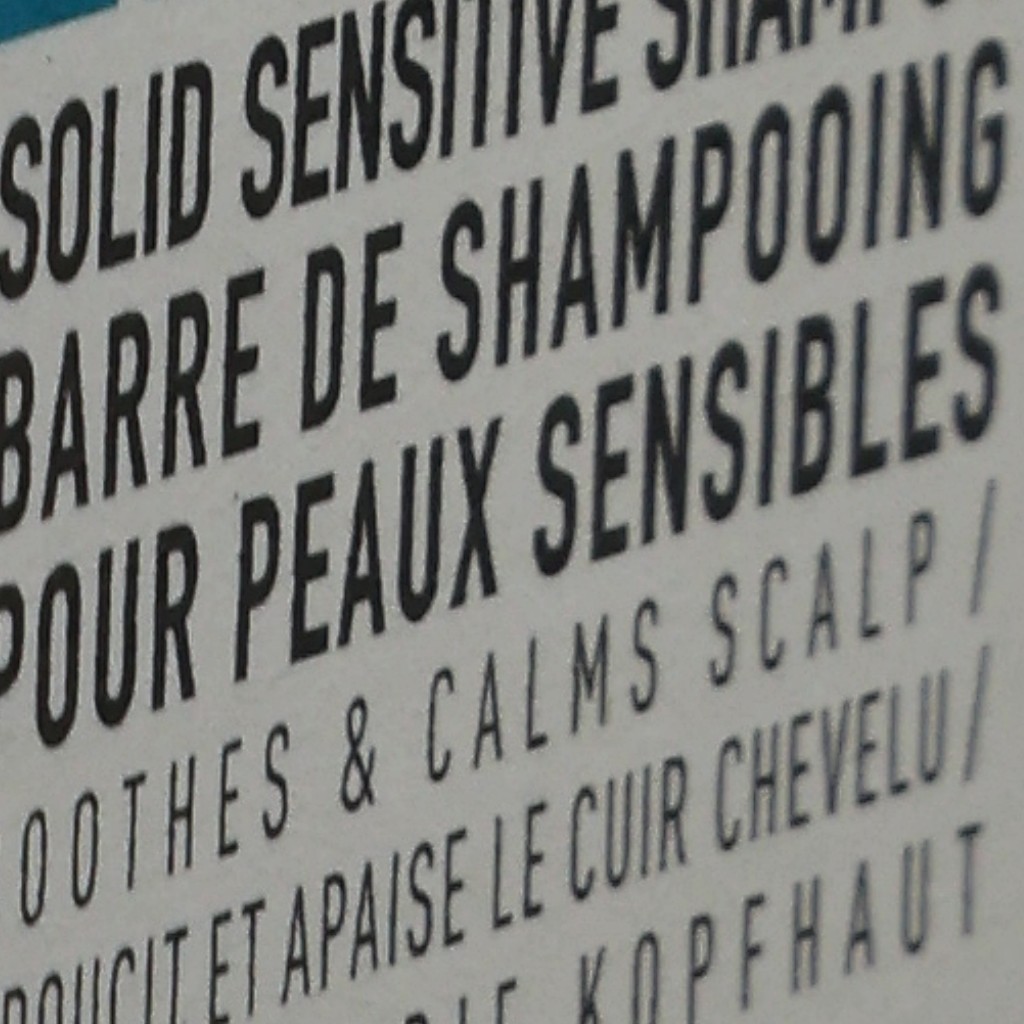 SOLID SENSITIVE
BARRE DE SHAMPOOING
POUR PEAUX SENSIBLES
OOTHES & CALMS SCALP /
ET APAISE LE CUIR CHEVELU /
KOPFHAUT